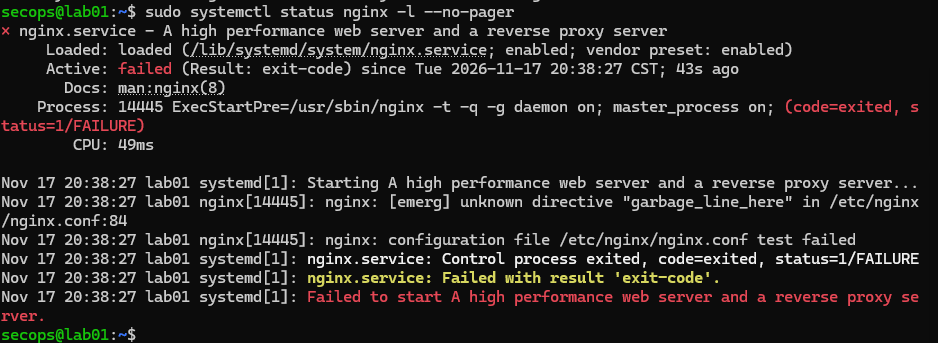 secops@lab01:~$ sudo systemctl status nginx -l --no-pager
× nginx.service - A high performance web server and a reverse proxy server
     Loaded: loaded (/lib/systemd/system/nginx.service; enabled; vendor preset: enabled)
     Active: failed (Result: exit-code) since Tue 2026-11-17 20:38:27 CST; 43s ago
       Docs: man:nginx(8)
    Process: 14445 ExecStartPre=/usr/sbin/nginx -t -q -g daemon on; master_process on; (code=exited, s
tatus=1/FAILURE)
        CPU: 49ms

Nov 17 20:38:27 lab01 systemd[1]: Starting A high performance web server and a reverse proxy server...
Nov 17 20:38:27 lab01 nginx[14445]: nginx: [emerg] unknown directive "garbage_line_here" in /etc/nginx
/nginx.conf:84
Nov 17 20:38:27 lab01 nginx[14445]: nginx: configuration file /etc/nginx/nginx.conf test failed
Nov 17 20:38:27 lab01 systemd[1]: nginx.service: Control process exited, code=exited, status=1/FAILURE
Nov 17 20:38:27 lab01 systemd[1]: nginx.service: Failed with result 'exit-code'.
Nov 17 20:38:27 lab01 systemd[1]: Failed to start A high performance web server and a reverse proxy se
rver.
secops@lab01:~$